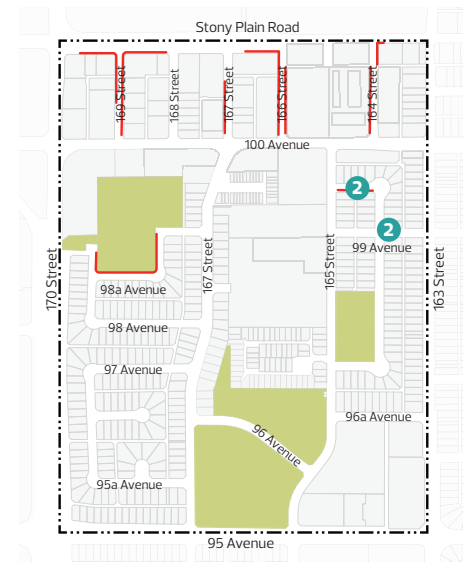 Stony Plain Road
169 Street
168 Street
167 Street
166 Street
164 Street
100 Avenue
2
2
99 Avenue
170 Street
167 Street
165 Street
163 Street
98a Avenue
98 Avenue
97 Avenue
96a Avenue
96 Avenue
95a Avenue
95 Avenue